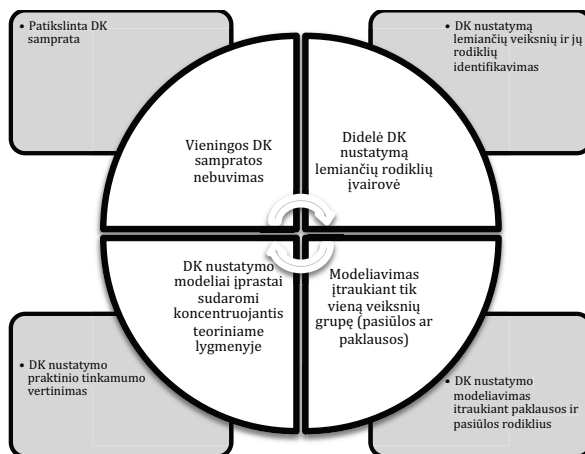 • Patikslinta DK
samprata
• DK nustatymą
lemiančių veiksnių ir jų
rodiklių
identifikavimas
Vieningos DK
sampratos
nebuvimas
Didelė DK
nustatymą
lemiančių rodiklių
įvairovė
DK nustatymo
modeliai įprastai
sudaromi
koncentruojantis
teoriniame
lygmenyje
Modeliavimas
įtraukiant tik
vieną veiksnių
grupę (pasiūlos ar
paklausos)
• DK nustatymo
praktinio tinkamumo
vertinimas
• DK nustatymo
modeliavimas
itraukiant paklausos ir
pasiūlos rodiklius